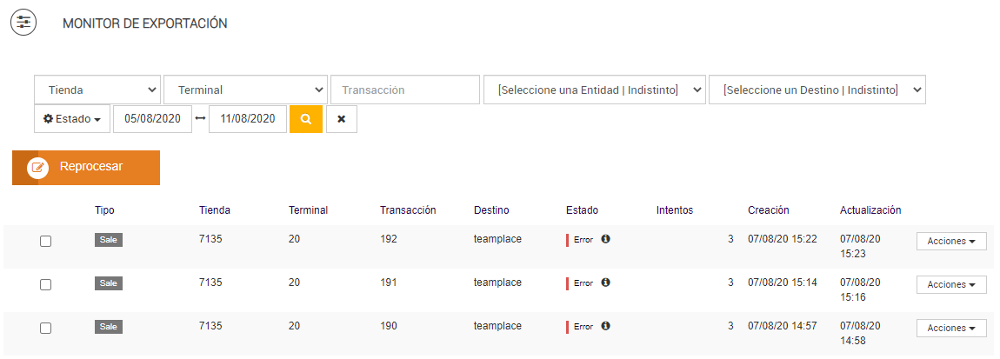 MONITOR DE EXPORTACIÓN
Tienda Terminal Transacción [Seleccione una Entidad | Indistinto] [Seleccione un Destino | Indistinto]
Estado 05/08/2020 11/08/2020
Reprocesar
Tipo Tienda Terminal Transacción Destino Estado Intentos Creación Actualización
Sale 7135 20 192 teamplace Error 3 07/08/20 15:22 07/08/20 Acciones
15:23
Sale 7135 20 191 teamplace Error 3 07/08/20 15:14 07/08/20 Acciones
15:16
Sale 7135 20 190 teamplace Error 3 07/08/20 14:57 07/08/20 Acciones
14:58